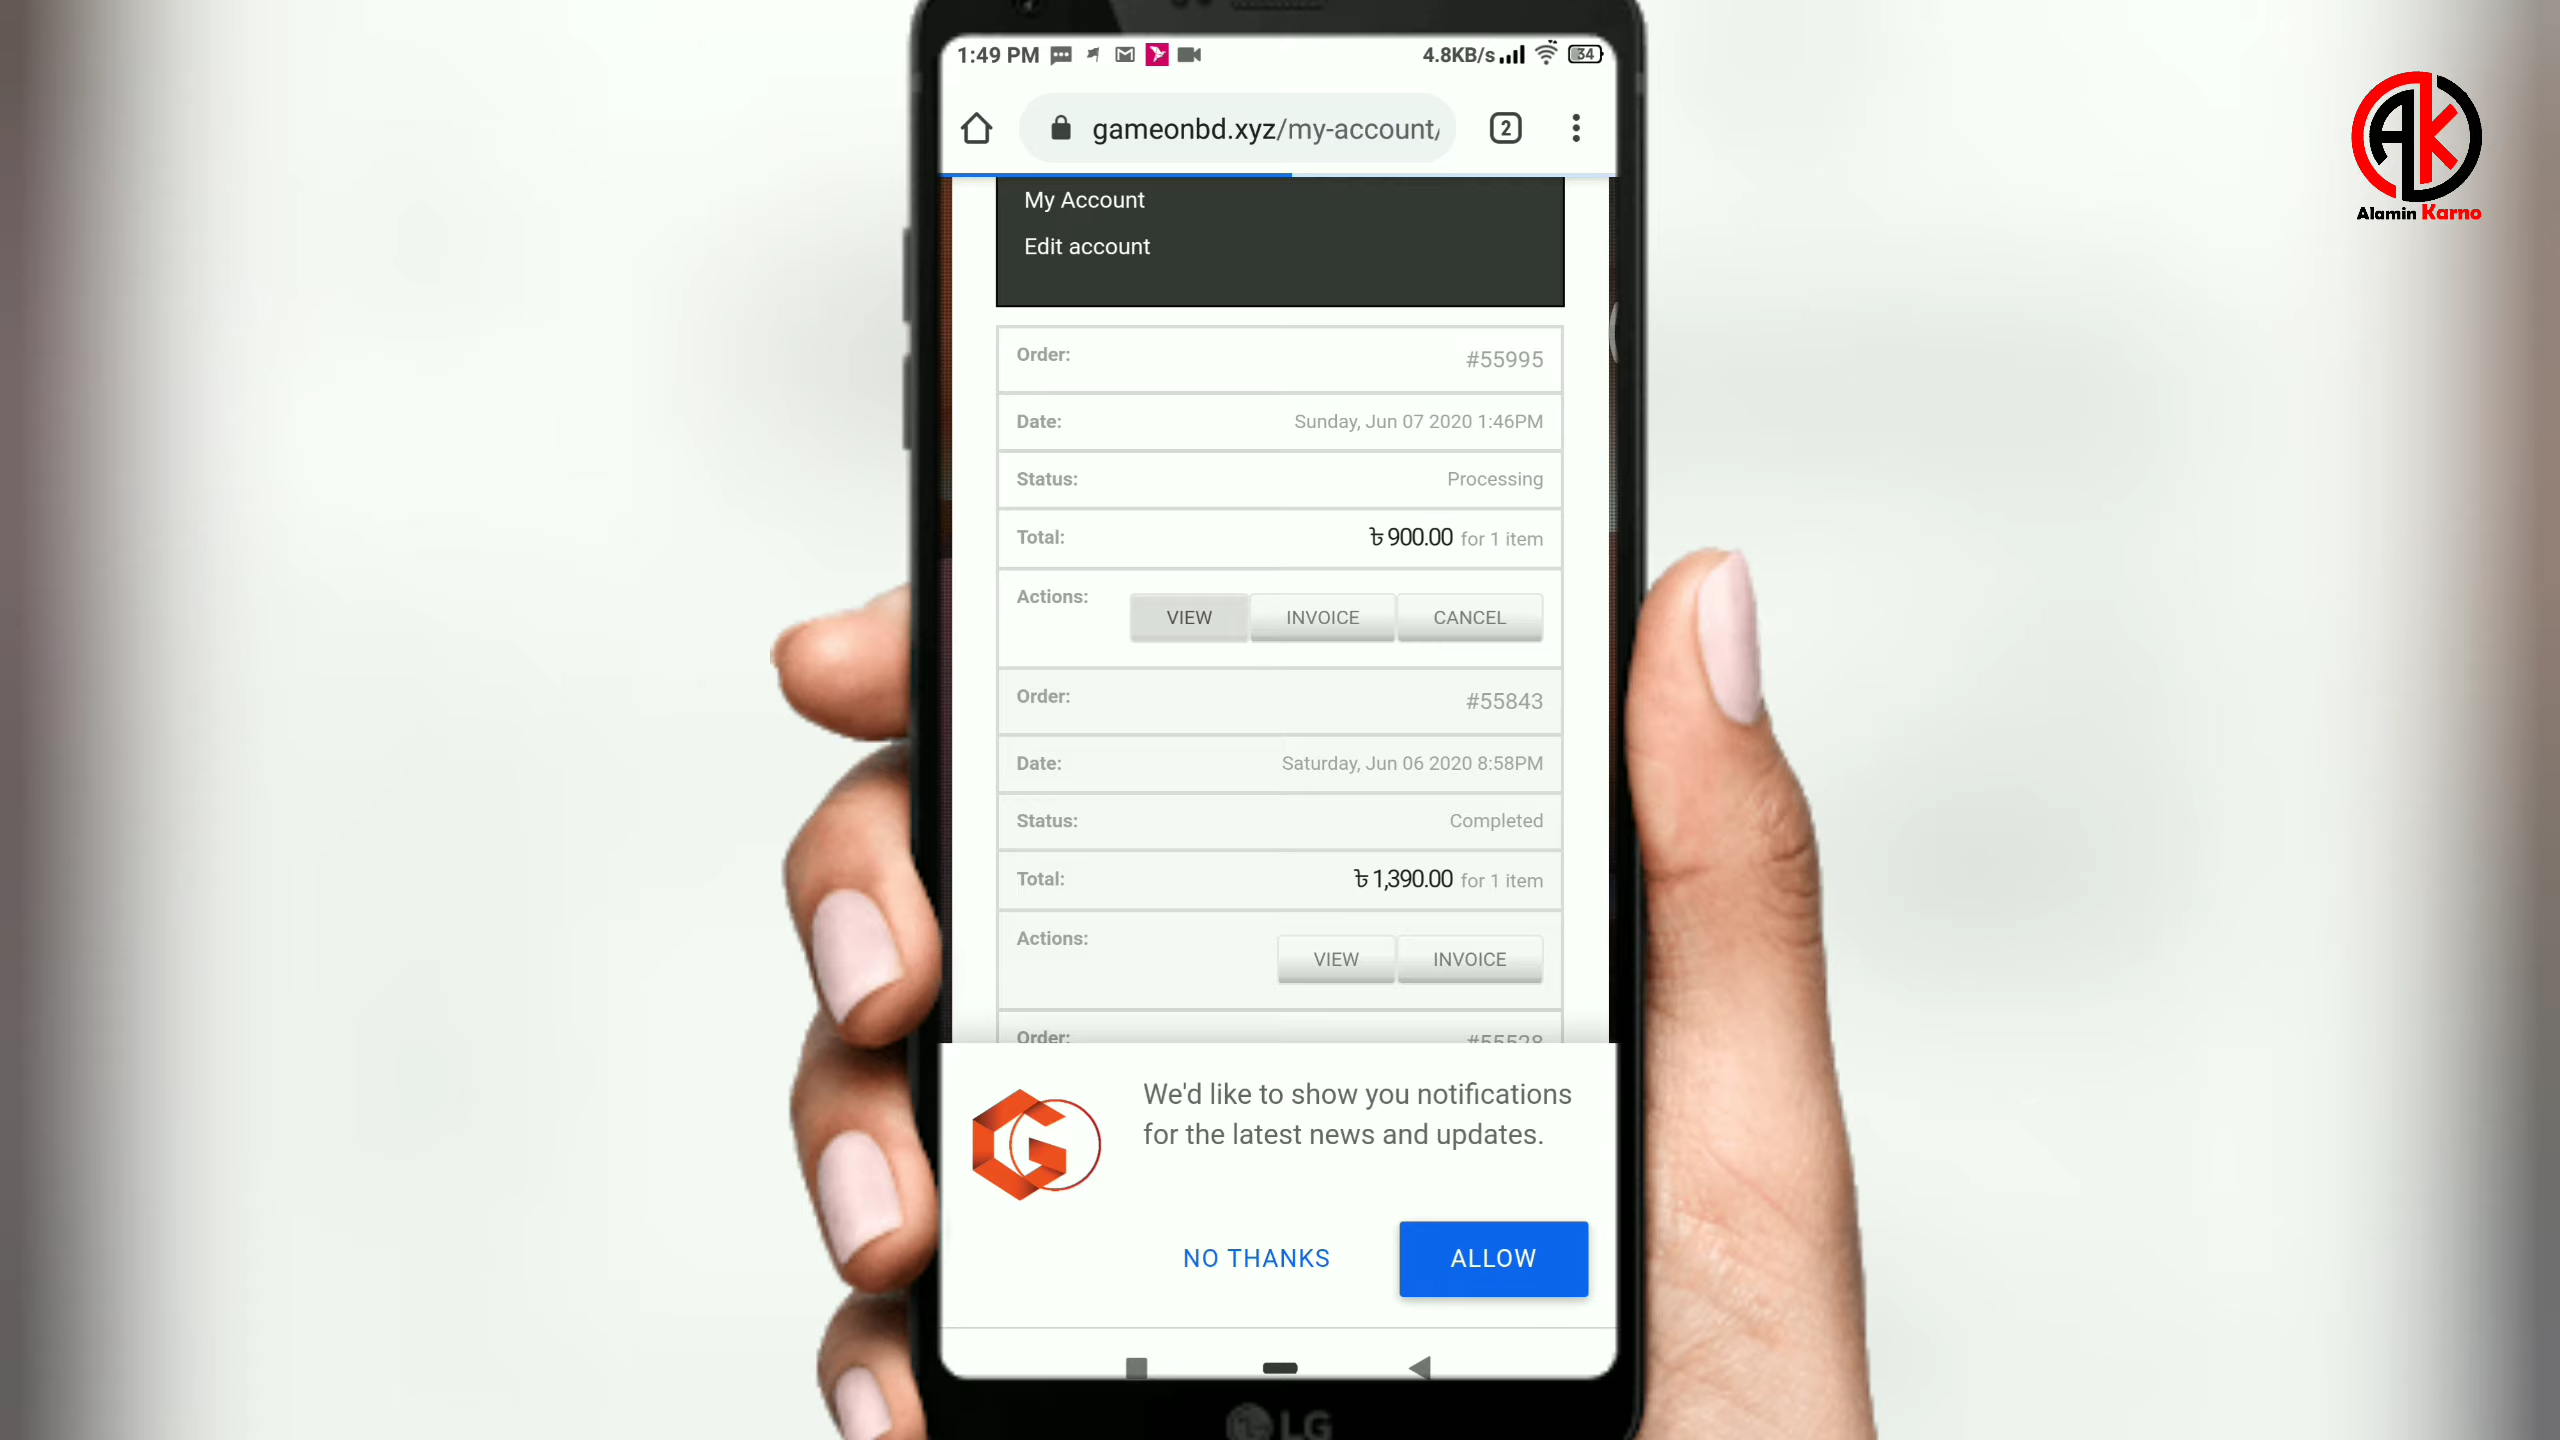 1:49 PM
4.8KB/s
34
gameonbd.xyz/my-account/
2
My Account
Edit account
Order: #55995
Date: Sunday, Jun 07 2020 1:46PM
Status: Processing
Total: ৳ 900.00 for 1 item
Actions: VIEW INVOICE CANCEL
Order: #55843
Date: Saturday, Jun 06 2020 8:58PM
Status: Completed
Total: ৳ 1,390.00 for 1 item
Actions: VIEW INVOICE
Order: #55528
We'd like to show you notifications
for the latest news and updates.
NO THANKS ALLOW
LG
AK
Alamin Karno